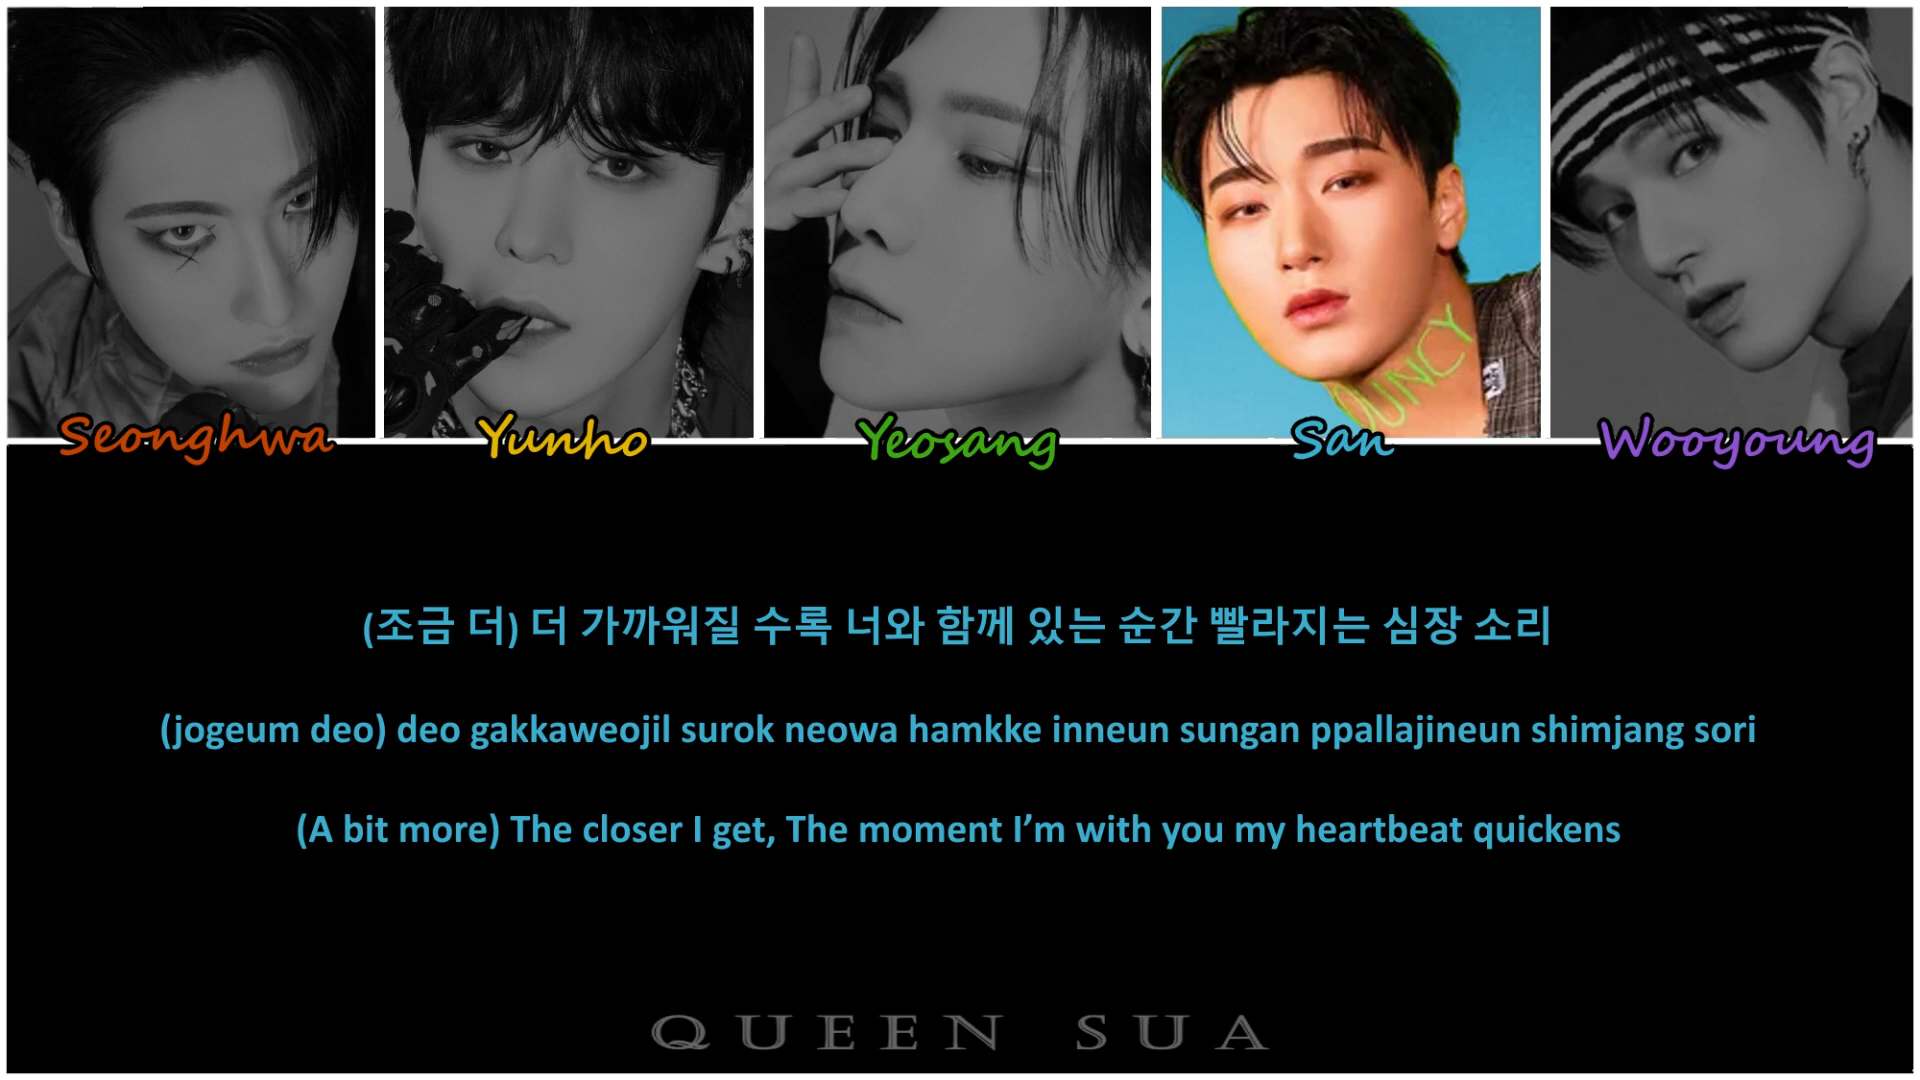 OUNCY
Seonghwa
Yunho
Yeosang
San
Wooyoung
(조금 더) 더 가까워질 수록 너와 함께 있는 순간 빨라지는 심장 소리
(jogeum deo) deo gakkaweojil surok neowa hamkke inneun sungan ppallajineun shimjang sori
(A bit more) The closer I get, The moment I’m with you my heartbeat quickens
QUEEN SUA